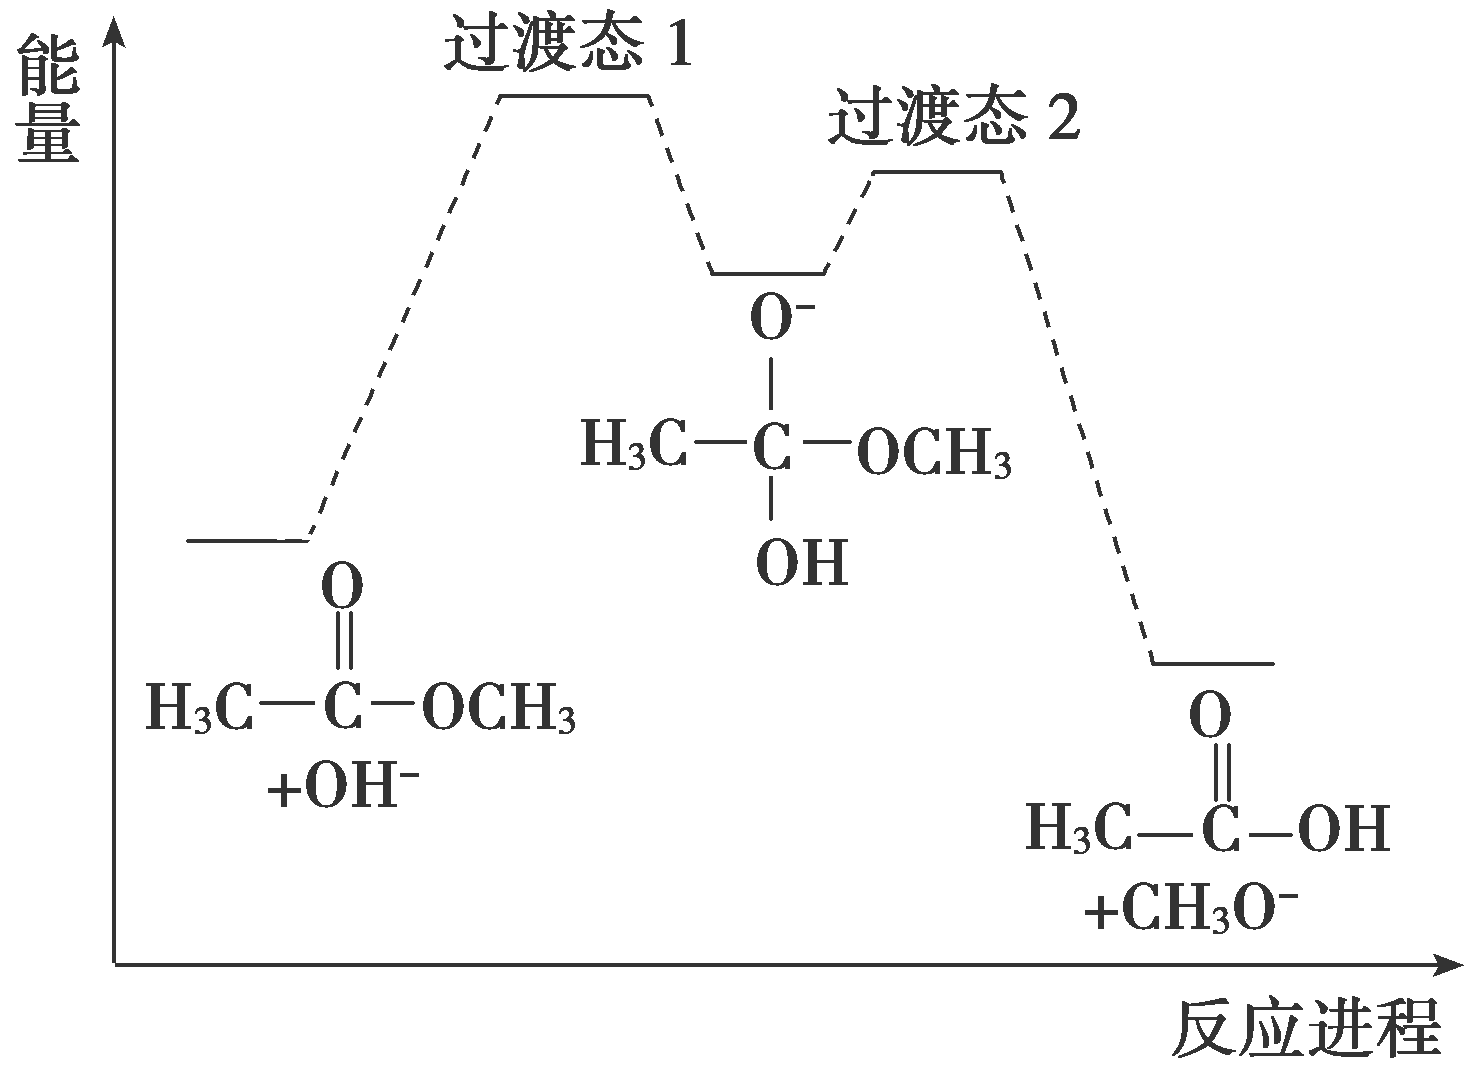 能量
过渡态 1
过渡态 2
O⁻
H₃C—C—OCH₃
OH
O
H₃C—C—OCH₃
+OH⁻
O
H₃C—C—OH
+CH₃O⁻
反应进程